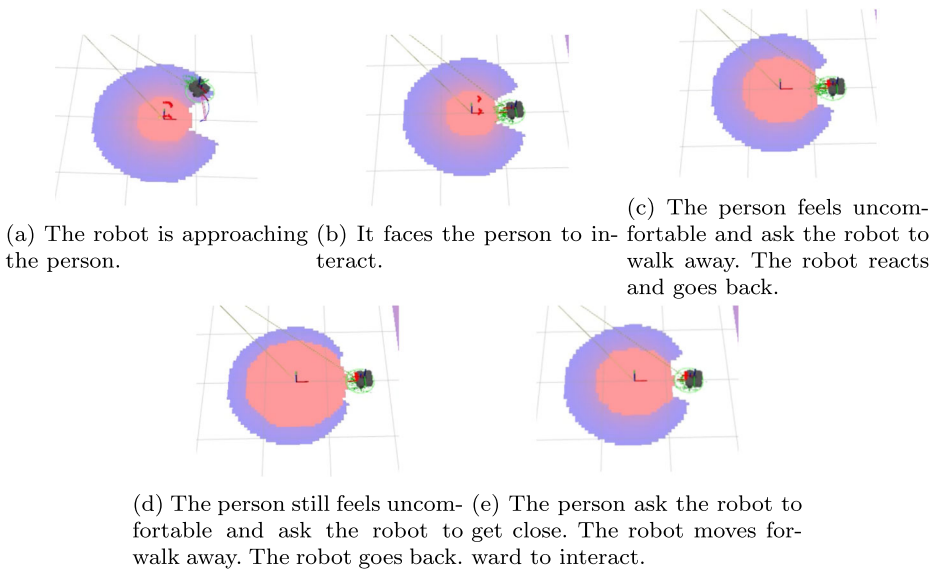 (a) The robot is approaching
the person.
(b) It faces the person to in-
teract.
(c) The person feels uncom-
fortable and ask the robot to
walk away. The robot reacts
and goes back.
(d) The person still feels uncom-
fortable and ask the robot to
walk away. The robot goes back.
(e) The person ask the robot to
get close. The robot moves for-
ward to interact.